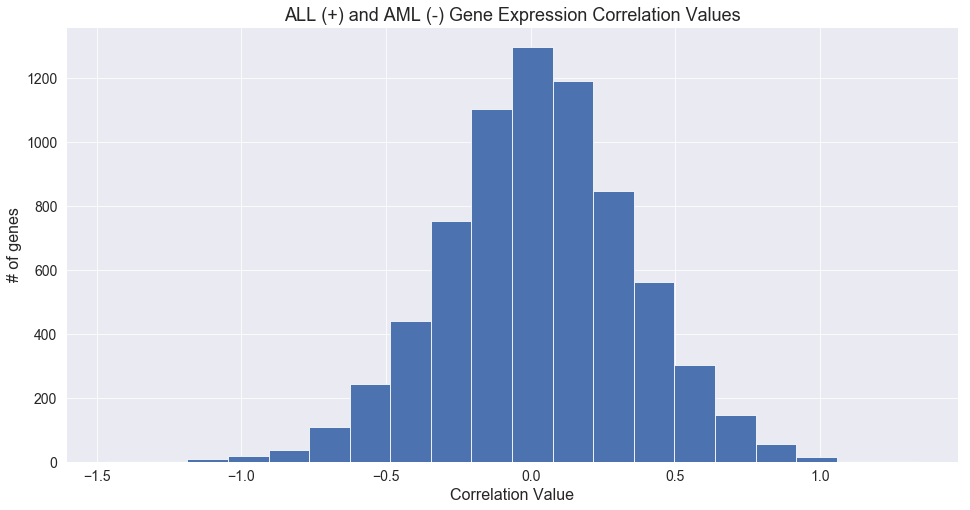 ALL (+) and AML (-) Gene Expression Correlation Values
1200
1000
800
600
400
200
0
# of genes
−1.5 −1.0 −0.5 0.0 0.5 1.0
Correlation Value